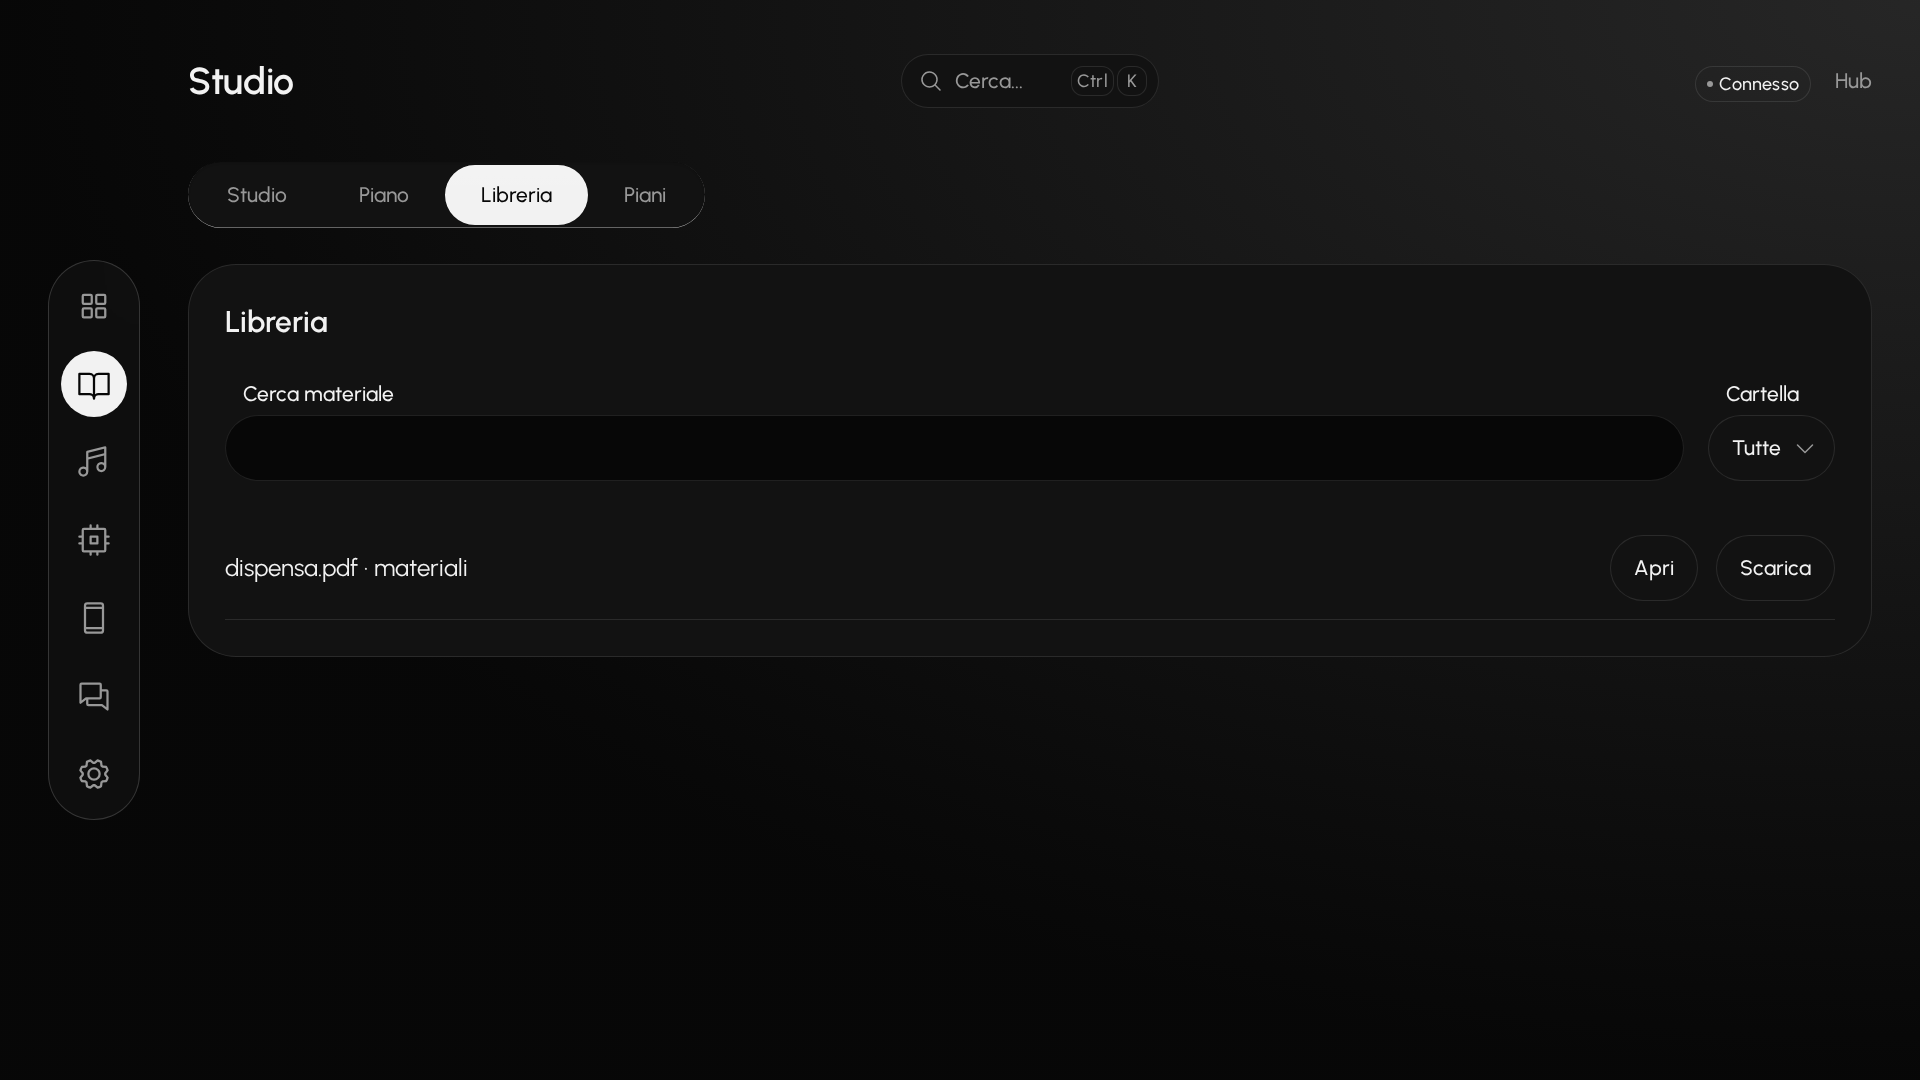 Studio
Cerca...
Ctrl K
Connesso
Hub
Studio
Piano
Libreria
Piani
Libreria
Cerca materiale
Cartella
Tutte
dispensa.pdf · materiali
Apri
Scarica